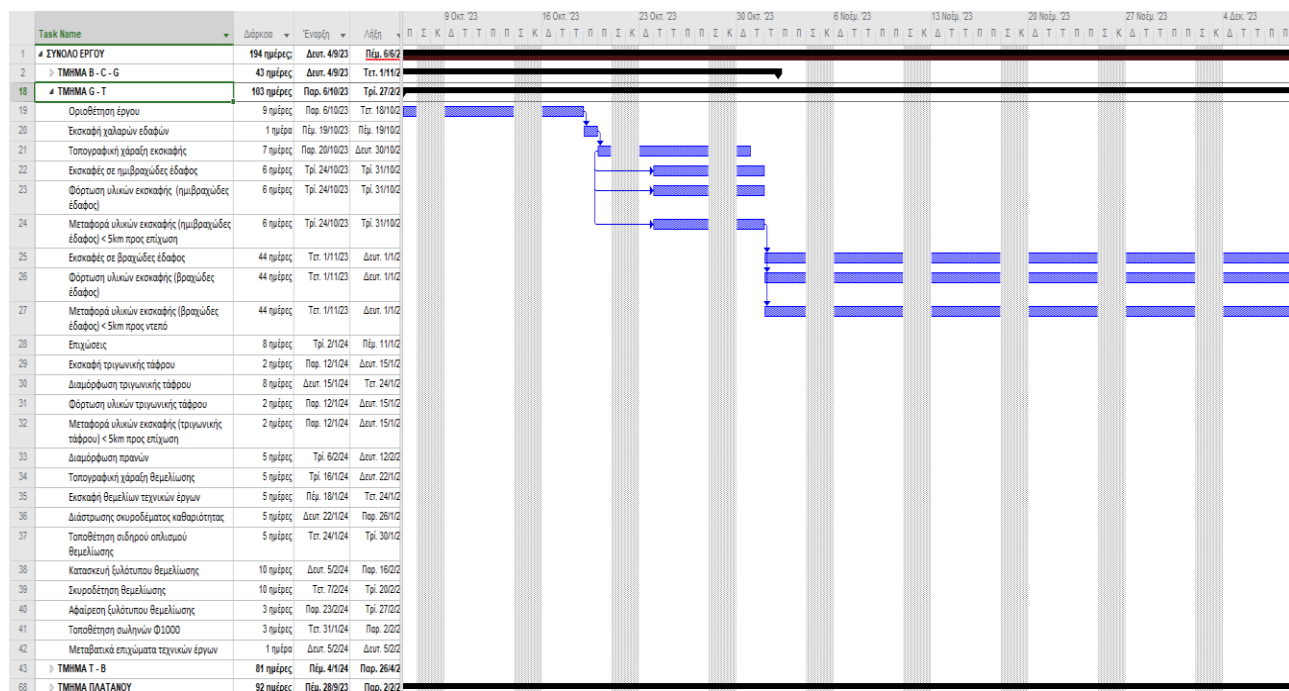 9 Οκτ. '23 16 Οκτ. '23 23 Οκτ. '23 30 Οκτ. '23 6 Νοέμ. '23 13 Νοέμ. '23 20 Νοέμ. '23 27 Νοέμ. '23 4 Δεκ. '23
Task Name Διάρκεια Έναρξη Λήξη Π Σ Κ Δ Τ Τ Π Π Σ Κ Δ Τ Τ Π Π Σ Κ Δ Τ Τ Π Π Σ Κ Δ Τ Τ Π Π Σ Κ Δ Τ Τ Π Π Σ Κ Δ Τ Τ Π Π Σ Κ Δ Τ Τ Π Π Σ Κ Δ Τ Τ Π Π Σ Κ Δ Τ Τ Π Π
1 ΣΥΝΟΛΟ ΕΡΓΟΥ 194 ημέρες; Δευτ. 4/9/23 Πέμ. 6/6/2
2 ΤΜΗΜΑ Β - C - G 43 ημέρες Δευτ. 4/9/23 Τετ. 1/11/2
18 ΤΜΗΜΑ G - Τ 103 ημέρες Παρ. 6/10/23 Τρί. 27/2/2
19 Οριοθέτηση έργου 9 ημέρες Παρ. 6/10/23 Τετ. 18/10/2
20 Έκσκαφή χαλαρών εδαφών 1 ημέρα Πέμ. 19/10/23 Πέμ. 19/10/2
21 Τοπογραφική χάραξη εκσκαφής 7 ημέρες Παρ. 20/10/23 Δευτ. 30/10/2
22 Εκσκαφές σε ημιβραχώδες έδαφος 6 ημέρες Τρί. 24/10/23 Τρί. 31/10/2
23 Φόρτωση υλικών εκσκαφής (ημιβραχώδες 6 ημέρες Τρί. 24/10/23 Τρί. 31/10/2
έδαφος)
24 Μεταφορά υλικών εκσκαφής (ημιβραχώδες 6 ημέρες Τρί. 24/10/23 Τρί. 31/10/2
έδαφος) < 5km προς επίχωση
25 Εκσκαφές σε βραχώδες έδαφος 44 ημέρες Τετ. 1/11/23 Δευτ. 1/1/2
26 Φόρτωση υλικών εκσκαφής (βραχώδες 44 ημέρες Τετ. 1/11/23 Δευτ. 1/1/2
έδαφος)
27 Μεταφορά υλικών εκσκαφής (βραχώδες 44 ημέρες Τετ. 1/11/23 Δευτ. 1/1/2
έδαφος) < 5km προς ντεπό
28 Επιχώσεις 8 ημέρες Τρί. 2/1/24 Πέμ. 11/1/2
29 Εκσκαφή τριγωνικής τάφρου 2 ημέρες Παρ. 12/1/24 Δευτ. 15/1/2
30 Διαμόρφωση τριγωνικής τάφρου 8 ημέρες Δευτ. 15/1/24 Τετ. 24/1/2
31 Φόρτωση υλικών τριγωνικής τάφρου 2 ημέρες Παρ. 12/1/24 Δευτ. 15/1/2
32 Μεταφορά υλικών εκσκαφής (τριγωνικής 2 ημέρες Παρ. 12/1/24 Δευτ. 15/1/2
τάφρου) < 5km προς επίχωση
33 Διαμόρφωση πρανών 5 ημέρες Τρί. 6/2/24 Δευτ. 12/2/2
34 Τοπογραφική χάραξη θεμελίωσης 5 ημέρες Τρί. 16/1/24 Δευτ. 22/1/2
35 Εκσκαφή θεμελίων τεχνικών έργων 5 ημέρες Πέμ. 18/1/24 Τετ. 24/1/2
36 Διάστρωσης σκυροδέματος καθαριότητας 5 ημέρες Δευτ. 22/1/24 Παρ. 26/1/2
37 Τοποθέτηση σιδηρού οπλισμού 5 ημέρες Τετ. 24/1/24 Τρί. 30/1/2
θεμελίωσης
38 Κατασκευή ξυλότυπου θεμελίωσης 10 ημέρες Δευτ. 5/2/24 Παρ. 16/2/2
39 Σκυροδέτηση θεμελίωσης 10 ημέρες Τετ. 7/2/24 Τρί. 20/2/2
40 Αφαίρεση ξυλότυπου θεμελίωσης 3 ημέρες Παρ. 23/2/24 Τρί. 27/2/2
41 Τοποθέτηση σωληνών Φ1000 3 ημέρες Τετ. 31/1/24 Παρ. 2/2/2
42 Μεταβατικά επιχώματα τεχνικών έργων 1 ημέρα Δευτ. 5/2/24 Δευτ. 5/2/2
43 ΤΜΗΜΑ Τ - Β 81 ημέρες Πέμ. 4/1/24 Παρ. 26/4/2
68 ΤΜΗΜΑ ΠΛΑΤΑΝΟΥ 92 ημέρες Πέμ. 28/9/23 Παρ. 2/2/2